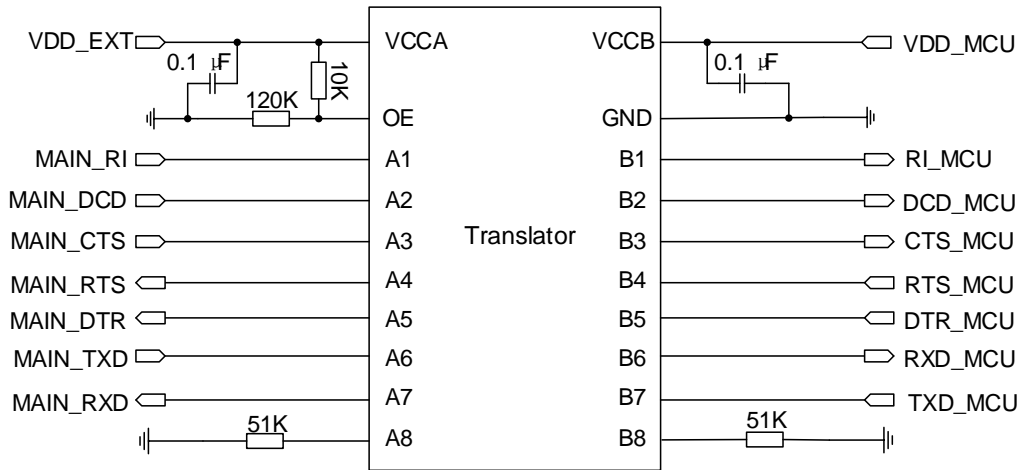 VDD_EXT VCCA VCCB VDD_MCU
0.1 μF 10K 0.1 μF
120K OE GND
MAIN_RI A1 B1 RI_MCU
MAIN_DCD A2 B2 DCD_MCU
MAIN_CTS A3 Translator B3 CTS_MCU
MAIN_RTS A4 B4 RTS_MCU
MAIN_DTR A5 B5 DTR_MCU
MAIN_TXD A6 B6 RXD_MCU
MAIN_RXD A7 B7 TXD_MCU
51K A8 B8 51K